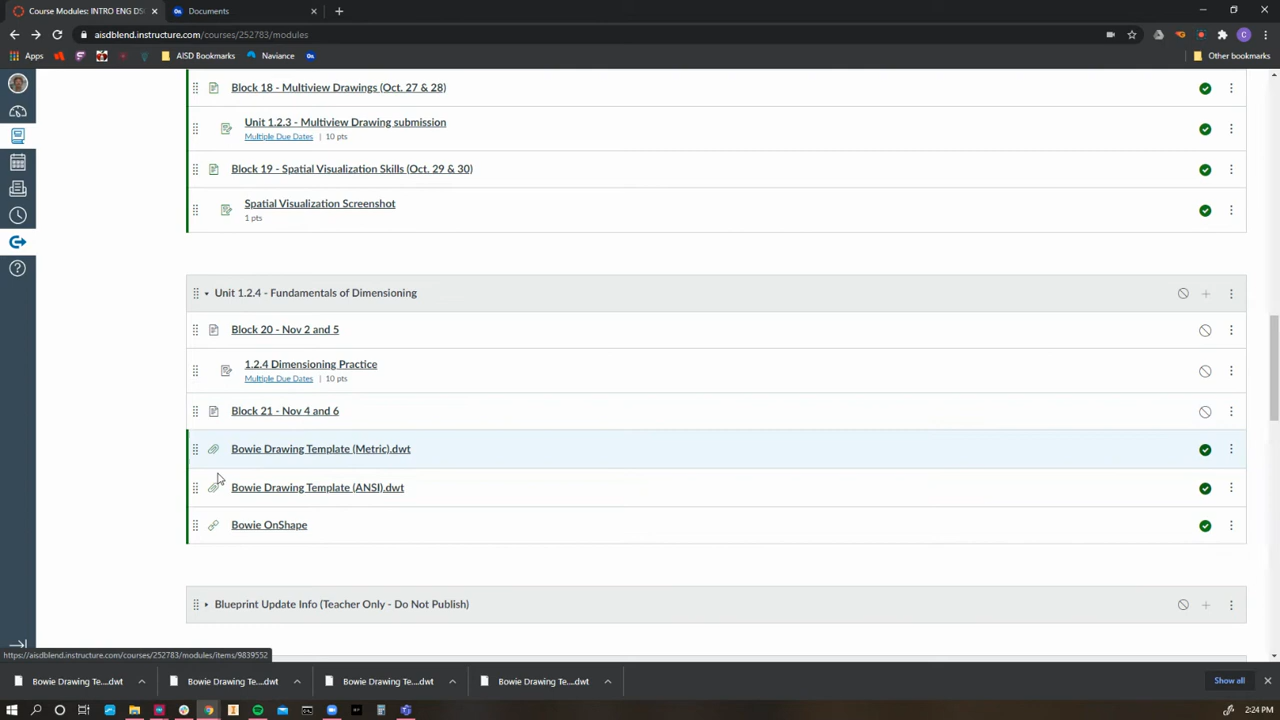 Course Modules: INTRO ENG DS
Documents
aisdblend.instructure.com/courses/252783/modules
Apps
AISD Bookmarks
Naviance
Other bookmarks
Block 18 - Multiview Drawings (Oct. 27 & 28)
Unit 1.2.3 - Multiview Drawing submission
Multiple Due Dates | 10 pts
Block 19 - Spatial Visualization Skills (Oct. 29 & 30)
Spatial Visualization Screenshot
1 pts
Unit 1.2.4 - Fundamentals of Dimensioning
Block 20 - Nov 2 and 5
1.2.4 Dimensioning Practice
Multiple Due Dates | 10 pts
Block 21 - Nov 4 and 6
Bowie Drawing Template (Metric).dwt
Bowie Drawing Template (ANSI).dwt
Bowie OnShape
Blueprint Update Info (Teacher Only - Do Not Publish)
https://aisdblend.instructure.com/courses/252783/modules/items/9839552
Bowie Drawing Te....dwt
Bowie Drawing Te....dwt
Bowie Drawing Te....dwt
Bowie Drawing Te....dwt
Show all
2:24 PM